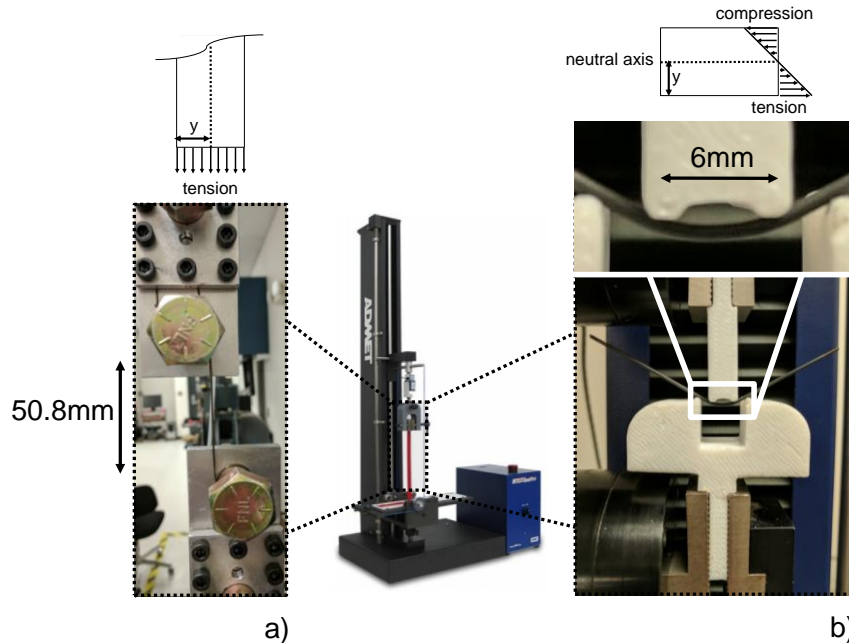 compression
neutral axis
y
tension
y
tension
6mm
ADMET
50.8mm
a)
b)